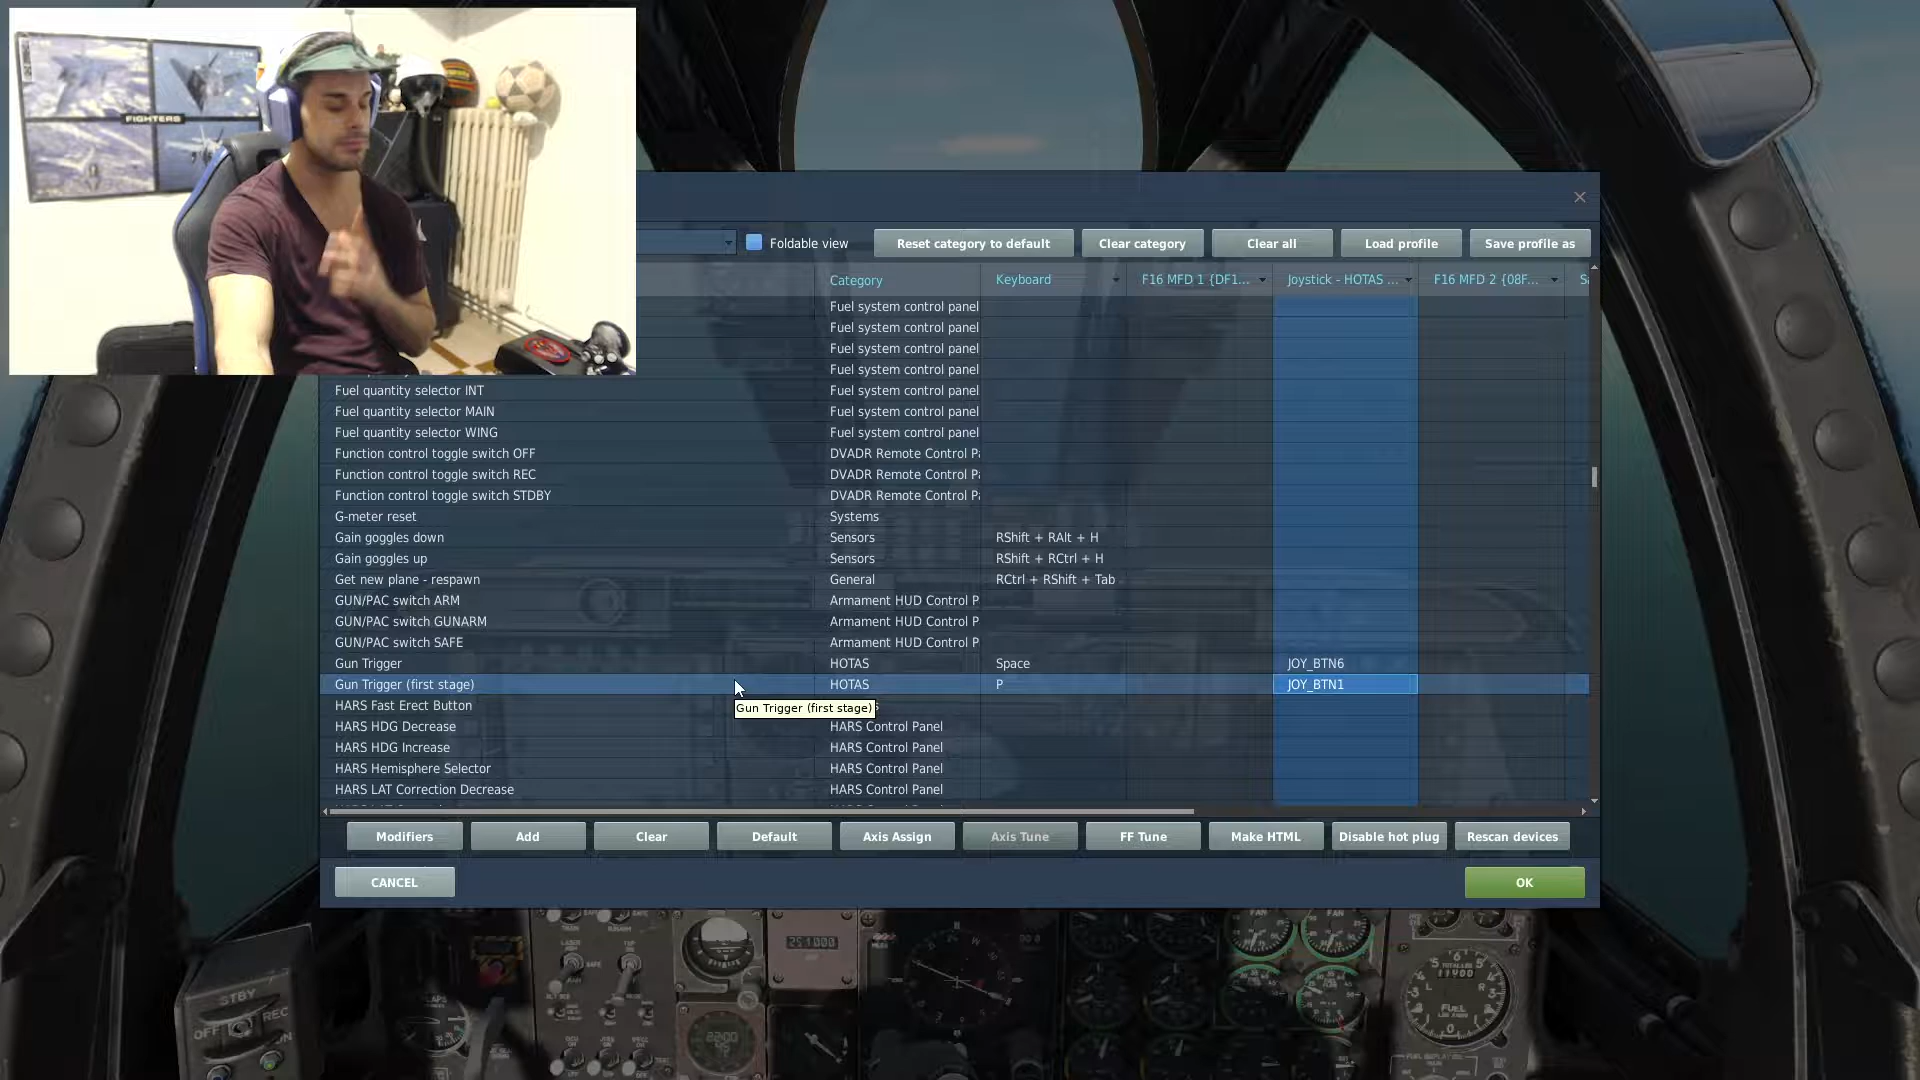 FIGHTERS
Foldable view
Reset category to default
Clear category
Clear all
Load profile
Save profile as
Category
Keyboard
F16 MFD 1 {DF1...
Joystick - HOTAS ...
F16 MFD 2 {08F...
Fuel system control panel
Fuel system control panel
Fuel system control panel
Fuel system control panel
Fuel quantity selector INT Fuel system control panel
Fuel quantity selector MAIN Fuel system control panel
Fuel quantity selector WING Fuel system control panel
Function control toggle switch OFF DVADR Remote Control Pa
Function control toggle switch REC DVADR Remote Control Pa
Function control toggle switch STDBY DVADR Remote Control Pa
G-meter reset Systems
Gain goggles down Sensors RShift + RAlt + H
Gain goggles up Sensors RShift + RCtrl + H
Get new plane - respawn General RCtrl + RShift + Tab
GUN/PAC switch ARM Armament HUD Control P
GUN/PAC switch GUNARM Armament HUD Control P
GUN/PAC switch SAFE Armament HUD Control P
Gun Trigger HOTAS Space JOY_BTN6
Gun Trigger (first stage) HOTAS P JOY_BTN1
Gun Trigger (first stage)
HARS Fast Erect Button
HARS HDG Decrease HARS Control Panel
HARS HDG Increase HARS Control Panel
HARS Hemisphere Selector HARS Control Panel
HARS LAT Correction Decrease HARS Control Panel
Modifiers
Add
Clear
Default
Axis Assign
Axis Tune
FF Tune
Make HTML
Disable hot plug
Rescan devices
CANCEL
OK
FAN
FAN
STBY
OFF
REC
FUEL